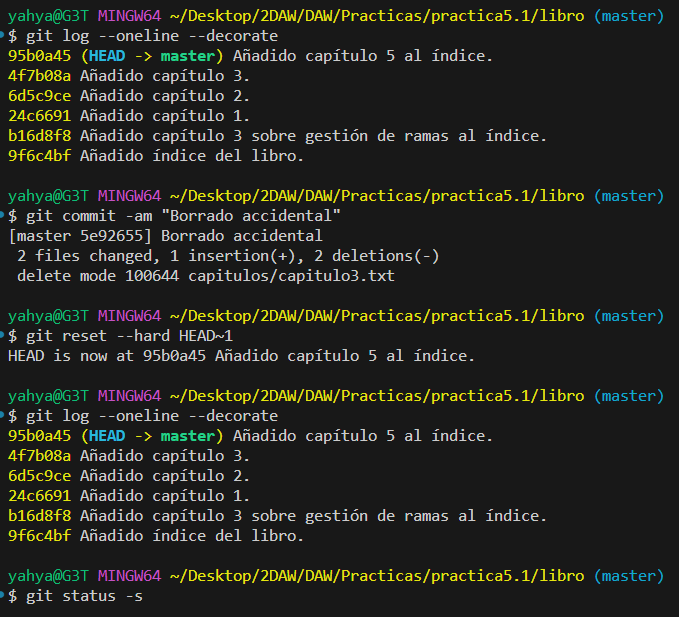 yahya@G3T MINGW64 ~/Desktop/2DAW/DAW/Practicas/practica5.1/libro (master)
$ git log --oneline --decorate
95b0a45 (HEAD -> master) Añadido capítulo 5 al índice.
4f7b08a Añadido capítulo 3.
6d5c9ce Añadido capítulo 2.
24c6691 Añadido capítulo 1.
b16d8f8 Añadido capítulo 3 sobre gestión de ramas al índice.
9f6c4bf Añadido índice del libro.
yahya@G3T MINGW64 ~/Desktop/2DAW/DAW/Practicas/practica5.1/libro (master)
$ git commit -am "Borrado accidental"
[master 5e92655] Borrado accidental
2 files changed, 1 insertion(+), 2 deletions(-)
delete mode 100644 capitulos/capitulo3.txt
yahya@G3T MINGW64 ~/Desktop/2DAW/DAW/Practicas/practica5.1/libro (master)
$ git reset --hard HEAD~1
HEAD is now at 95b0a45 Añadido capítulo 5 al índice.
yahya@G3T MINGW64 ~/Desktop/2DAW/DAW/Practicas/practica5.1/libro (master)
$ git log --oneline --decorate
95b0a45 (HEAD -> master) Añadido capítulo 5 al índice.
4f7b08a Añadido capítulo 3.
6d5c9ce Añadido capítulo 2.
24c6691 Añadido capítulo 1.
b16d8f8 Añadido capítulo 3 sobre gestión de ramas al índice.
9f6c4bf Añadido índice del libro.
yahya@G3T MINGW64 ~/Desktop/2DAW/DAW/Practicas/practica5.1/libro (master)
$ git status -s